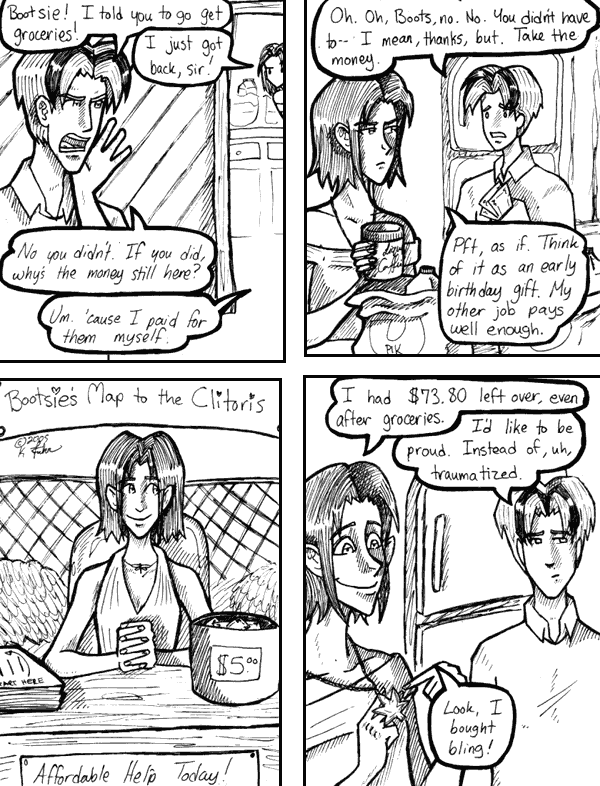 Bootsie! I told you to go get
groceries!
I just got
back, sir!
No you didn't. If you did,
why's the money still here?
Um. 'cause I paid for
them myself.
Oh. Oh, Boots, no. No. You didn't have
to-- I mean, thanks, but. Take the
money.
Pft, as if. Think
of it as an early
birthday gift. My
other job pays
well enough.
PIK
Bootsie's Map to the Clitoris
©2005
$5.00
START HERE
Affordable Help Today!
I had $73.80 left over, even
after groceries.
I'd like to be
proud. Instead of, uh,
traumatized.
Look, I
bought
bling!